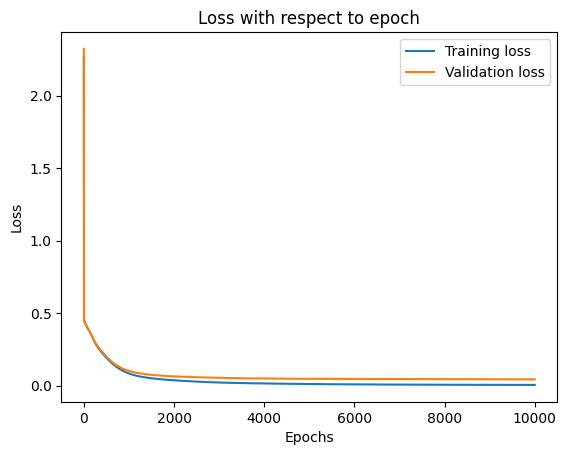 Loss with respect to epoch
Training loss
Validation loss
2.0
1.5
1.0
0.5
0.0
Loss
0 2000 4000 6000 8000 10000
Epochs